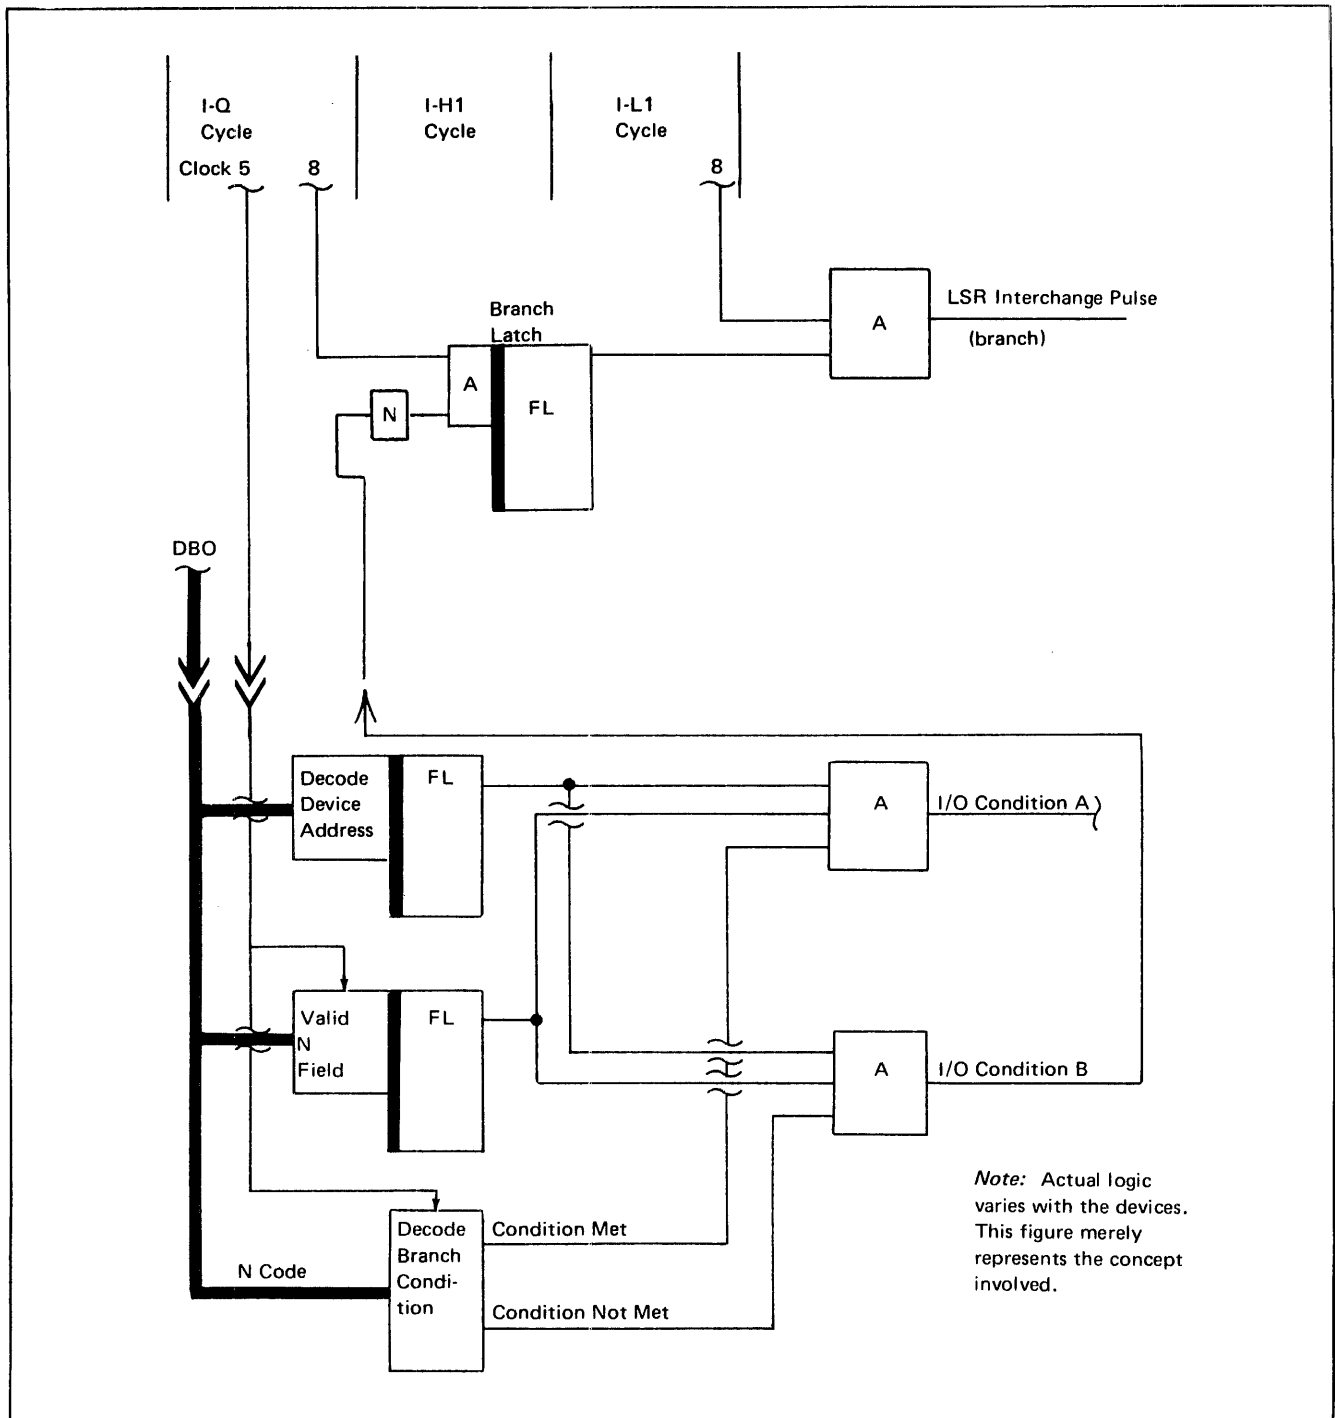 I-Q
Cycle
Clock 5
8
I-H1
Cycle
I-L1
Cycle
8
Branch
Latch
A
FL
N
A
LSR Interchange Pulse
(branch)
DBO
Decode
Device
Address
FL
A
I/O Condition A
Valid
N
Field
FL
A
I/O Condition B
Note: Actual logic
varies with the devices.
This figure merely
represents the concept
involved.
N Code
Decode
Branch
Condi-
tion
Condition Met
Condition Not Met